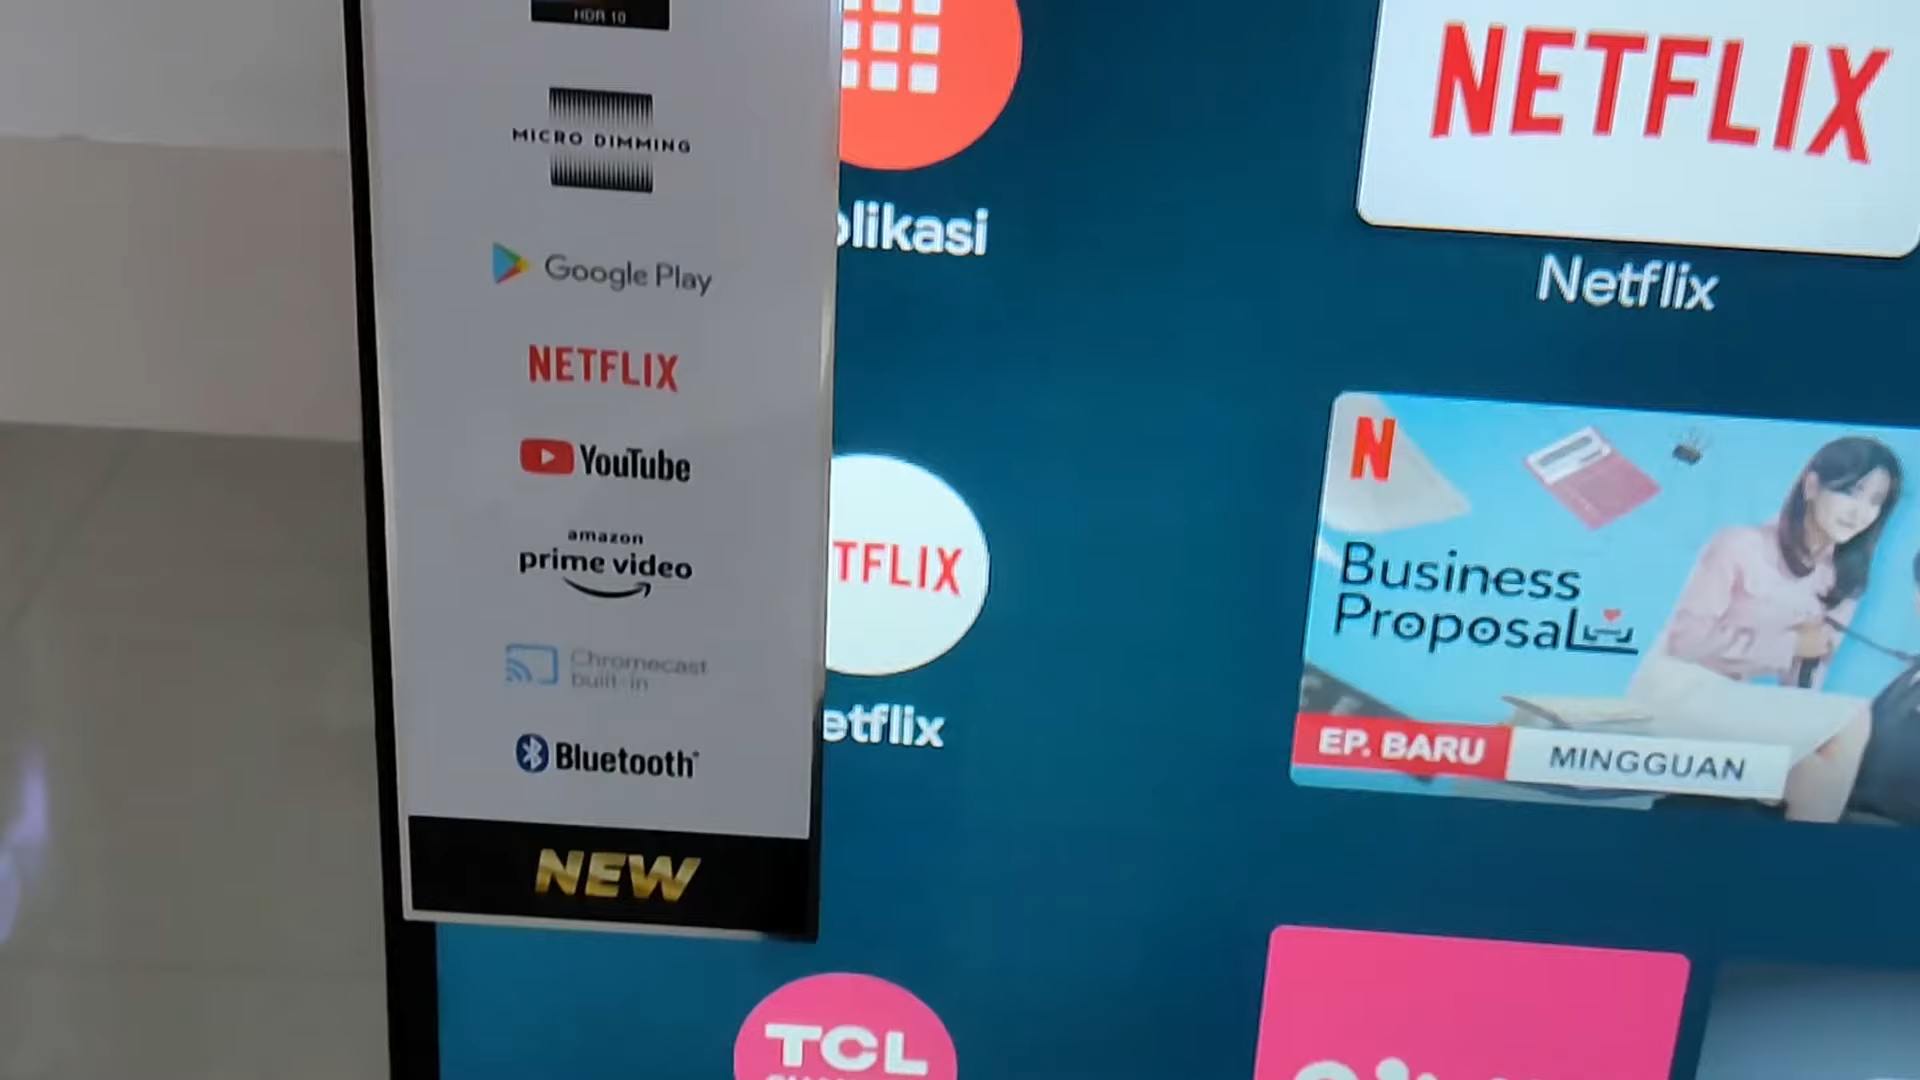 HDR 10
MICRO DIMMING
Google Play
NETFLIX
YouTube
amazon
prime video
Chromecast
built-in
Bluetooth
NEW
plikasi
TFLIX
etflix
TCL
NETFLIX
Netflix
N
Business
Proposal
EP. BARU
MINGGUAN